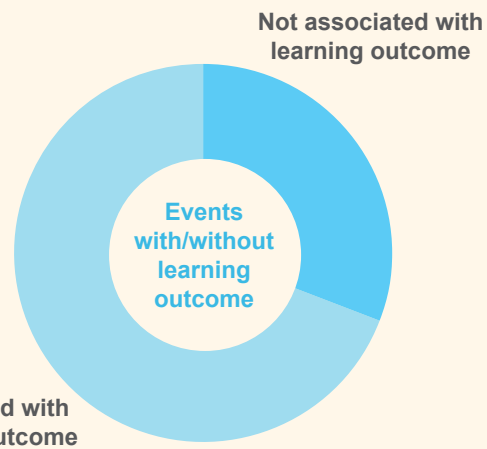 Not associated with
learning outcome
Events
with/without
learning
outcome
d with
utcome